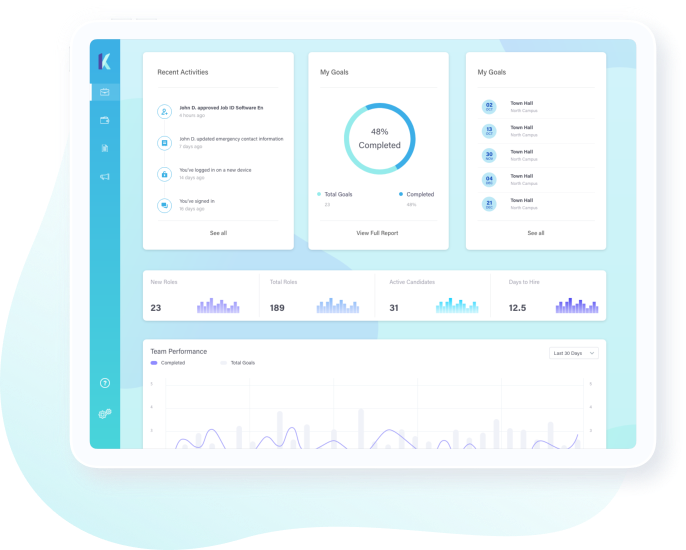 K
Recent Activities
John D. approved Job ID Software En
5 hours ago
John D. updated emergency contact information
7 days ago
You've logged in on a new device
14 days ago
You've signed in
16 days ago
See all
My Goals
48%
Completed
Total Goals
Completed
23
48%
View Full Report
My Goals
02
OCT
Town Hall
North Campus
13
OCT
Town Hall
North Campus
30
NOV
Town Hall
North Campus
04
DEC
Town Hall
North Campus
21
DEC
Town Hall
North Campus
See all
New Roles
23
Total Roles
189
Active Candidates
31
Days to Hire
12.5
Team Performance
Completed
Total Goals
Last 30 Days
5
5
4
4
3
3
?